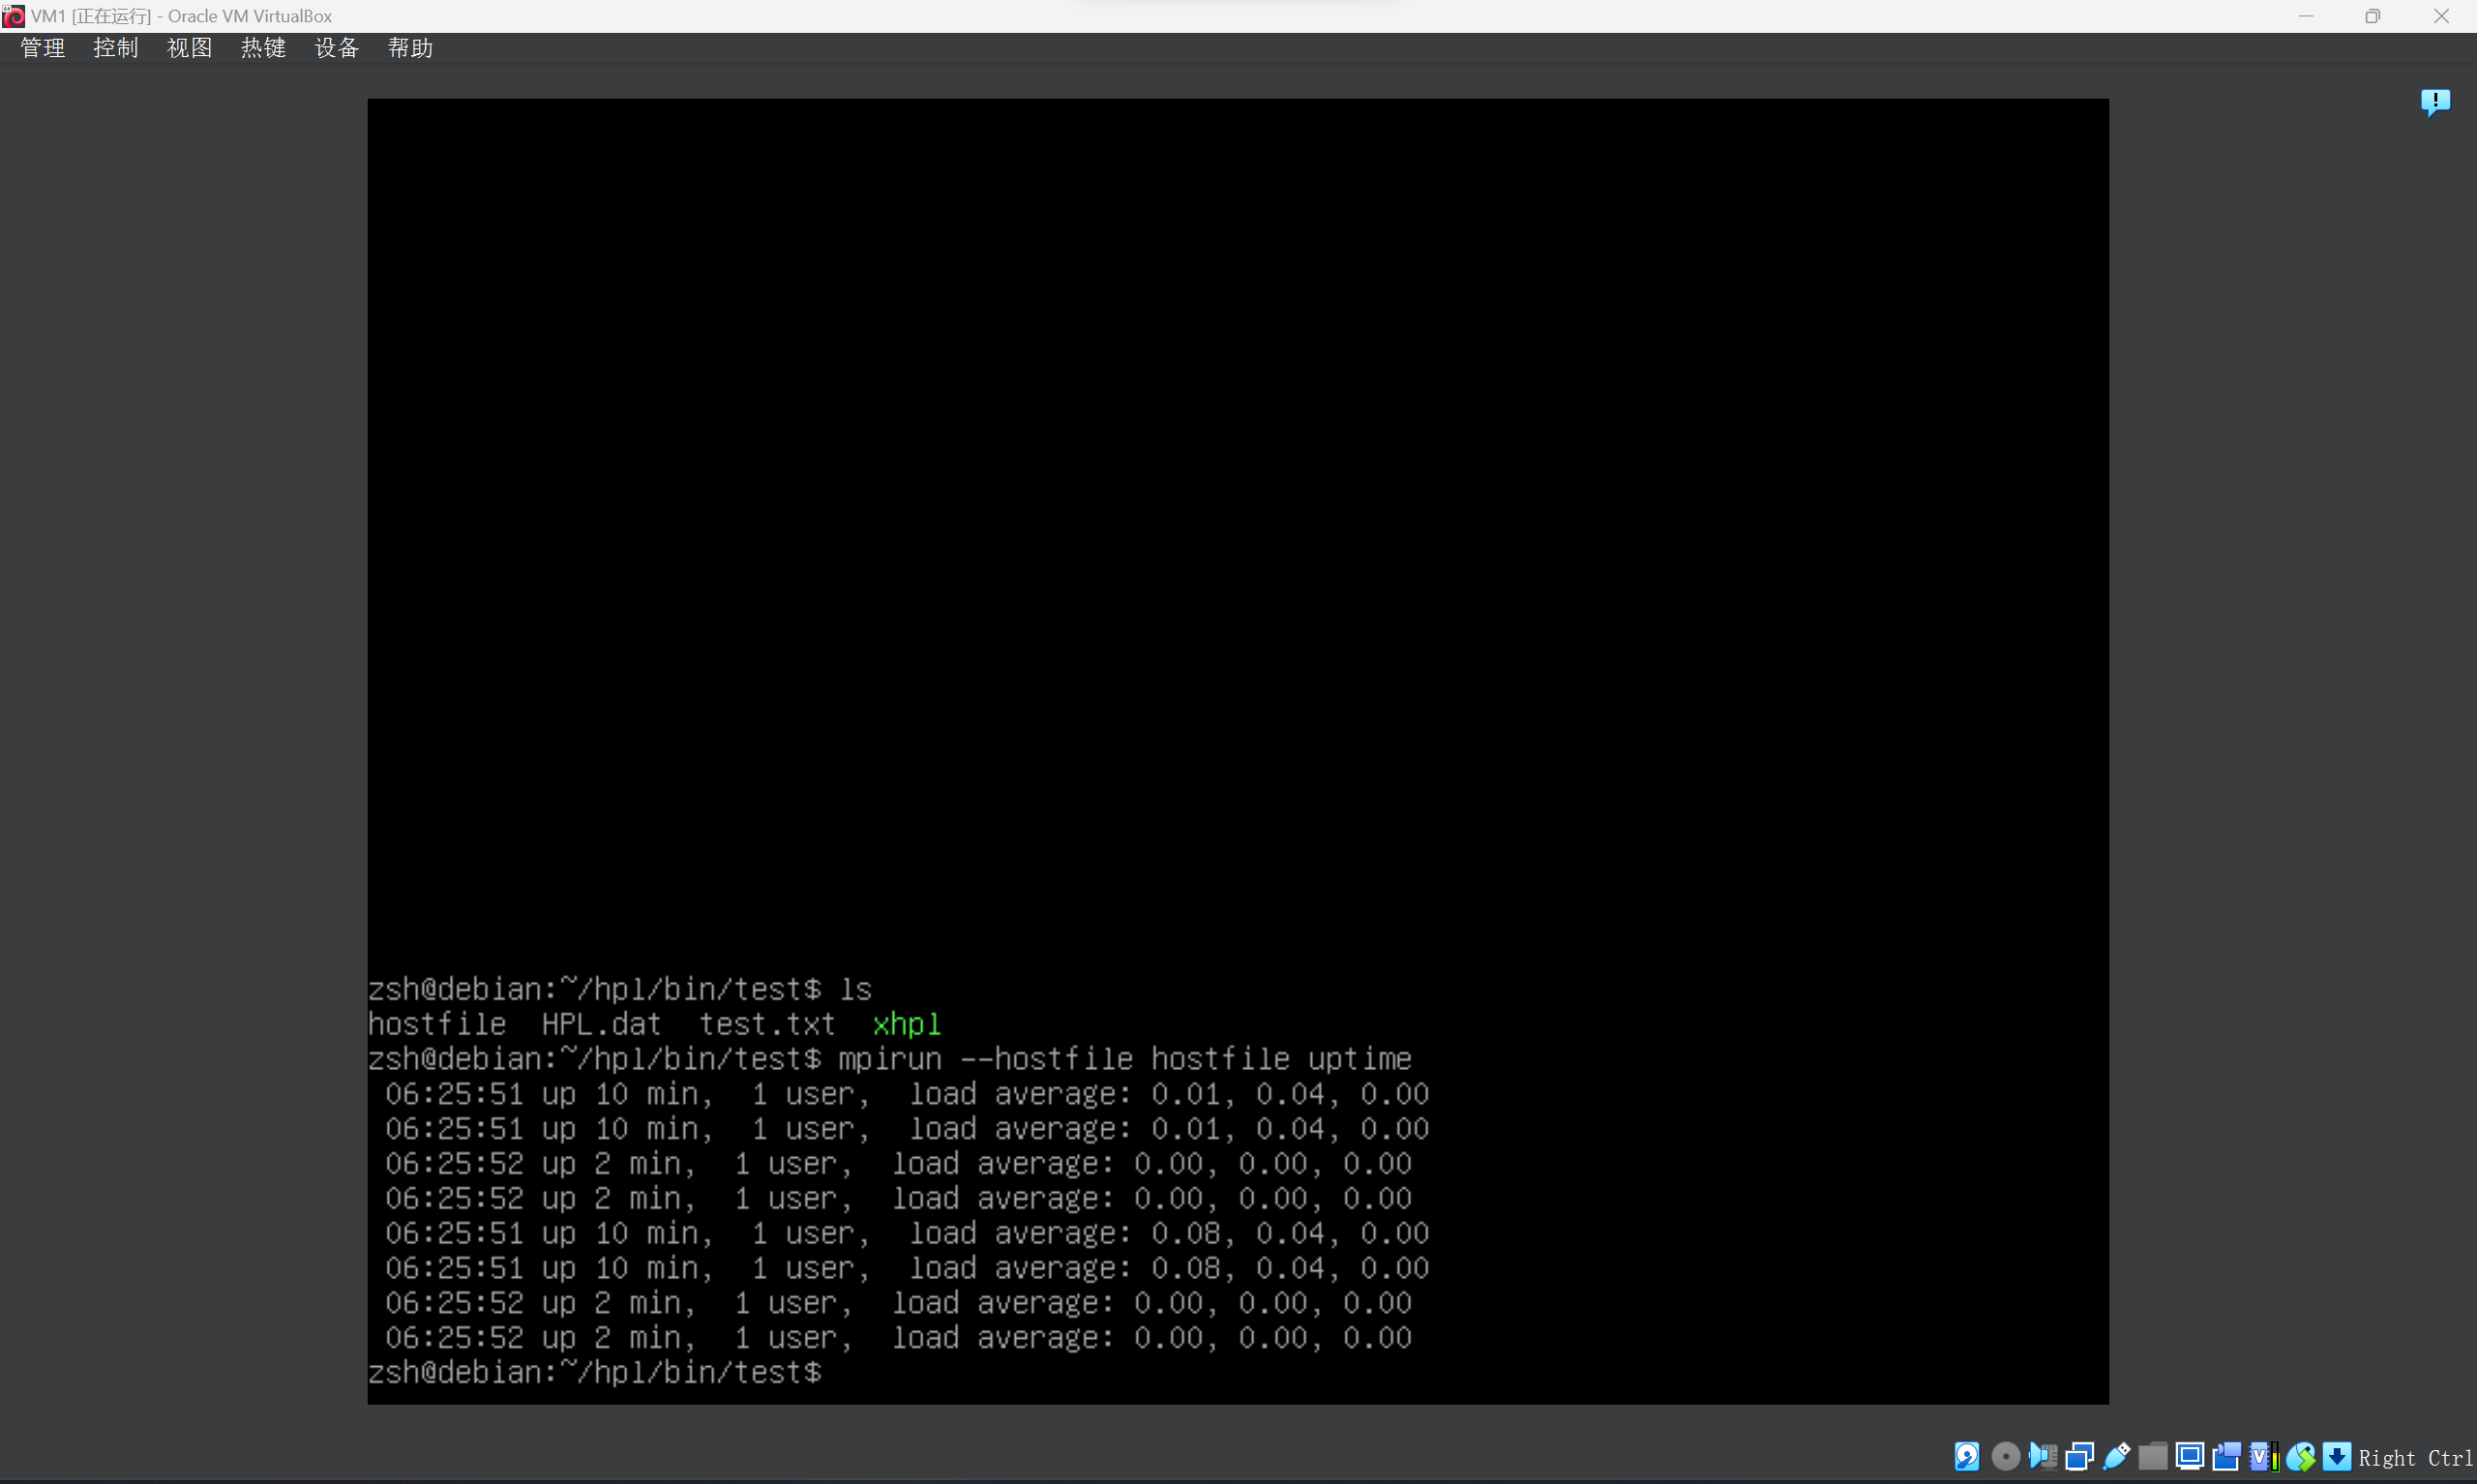 VM1 [正在运行] - Oracle VM VirtualBox
管理 控制 视图 热键 设备 帮助
zsh@debian:~/hpl/bin/test$ ls
hostfile  HPL.dat  test.txt  xhpl
zsh@debian:~/hpl/bin/test$ mpirun --hostfile hostfile uptime
 06:25:51 up 10 min,  1 user,  load average: 0.01, 0.04, 0.00
 06:25:51 up 10 min,  1 user,  load average: 0.01, 0.04, 0.00
 06:25:52 up 2 min,  1 user,  load average: 0.00, 0.00, 0.00
 06:25:52 up 2 min,  1 user,  load average: 0.00, 0.00, 0.00
 06:25:51 up 10 min,  1 user,  load average: 0.08, 0.04, 0.00
 06:25:51 up 10 min,  1 user,  load average: 0.08, 0.04, 0.00
 06:25:52 up 2 min,  1 user,  load average: 0.00, 0.00, 0.00
 06:25:52 up 2 min,  1 user,  load average: 0.00, 0.00, 0.00
zsh@debian:~/hpl/bin/test$
Right Ctrl